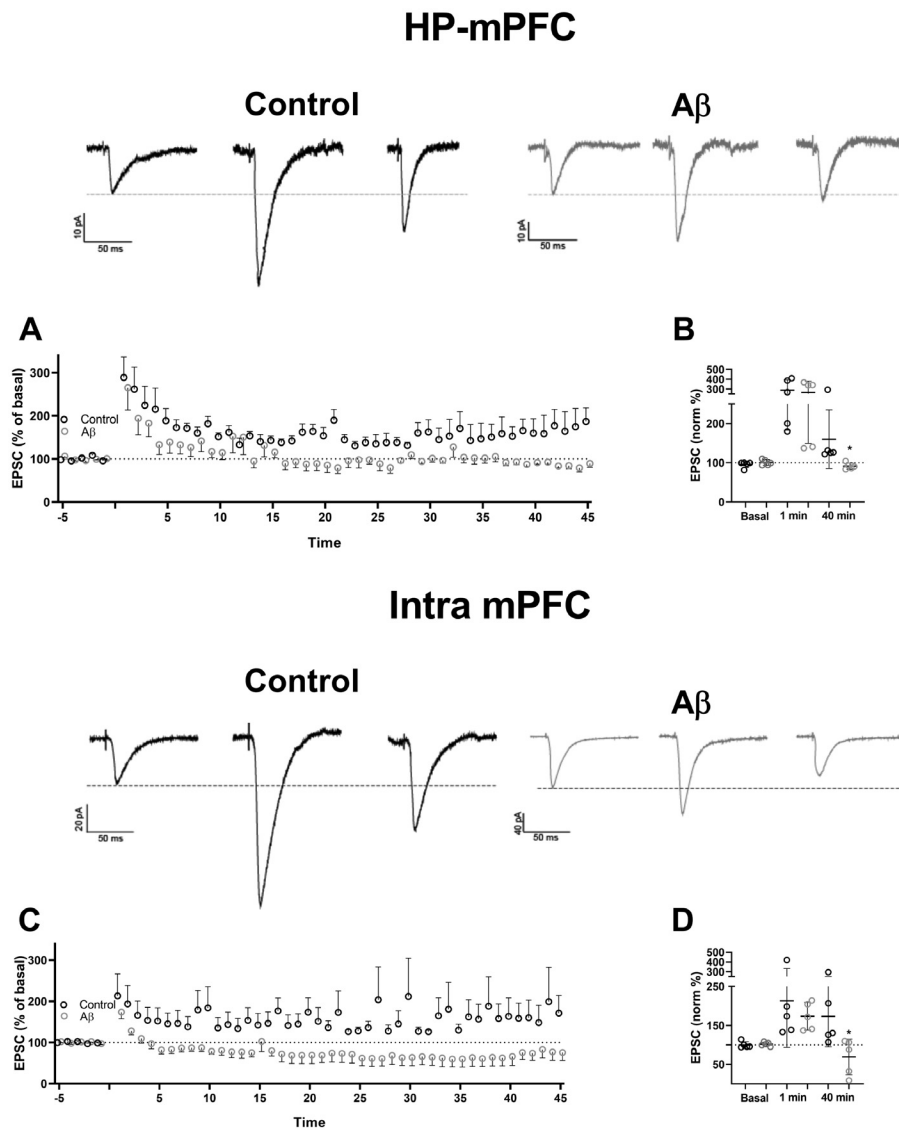 HP-mPFC
Control
Aβ
10 pA
50 ms
10 pA
50 ms
A
EPSC (% of basal)
300
200
100
0
Control
Aβ
-5 0 5 10 15 20 25 30 35 40 45
Time
B
EPSC (norm %)
500
400
300
200
100
0
*
Basal 1 min 40 min
Intra mPFC
Control
Aβ
20 pA
50 ms
40 pA
50 ms
C
EPSC (% of basal)
300
200
100
0
Control
Aβ
-5 0 5 10 15 20 25 30 35 40 45
Time
D
EPSC (norm %)
500
400
300
150
100
50
*
Basal 1 min 40 min